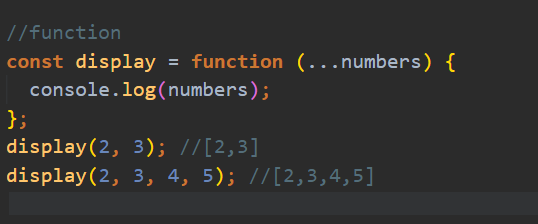 //function
const display = function (...numbers) {
  console.log(numbers);
};
display(2, 3); //[2,3]
display(2, 3, 4, 5); //[2,3,4,5]